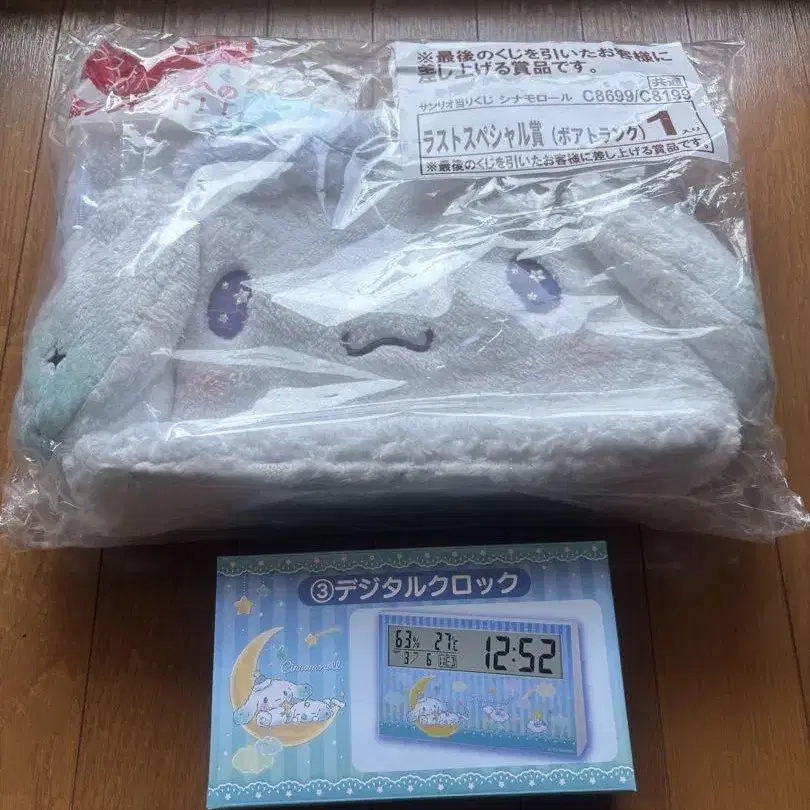 ※最後のくじを引いたお客様に
差し上げる賞品です。
共通
サンリオ当りくじ シナモロール C8699/C8199
ラストスペシャル賞(ボアトランク) 1入り
※最後のくじを引いたお客様に差し上げる賞品です。
③デジタルクロック
Cinnamoroll
63% 27℃
3/6
12:52